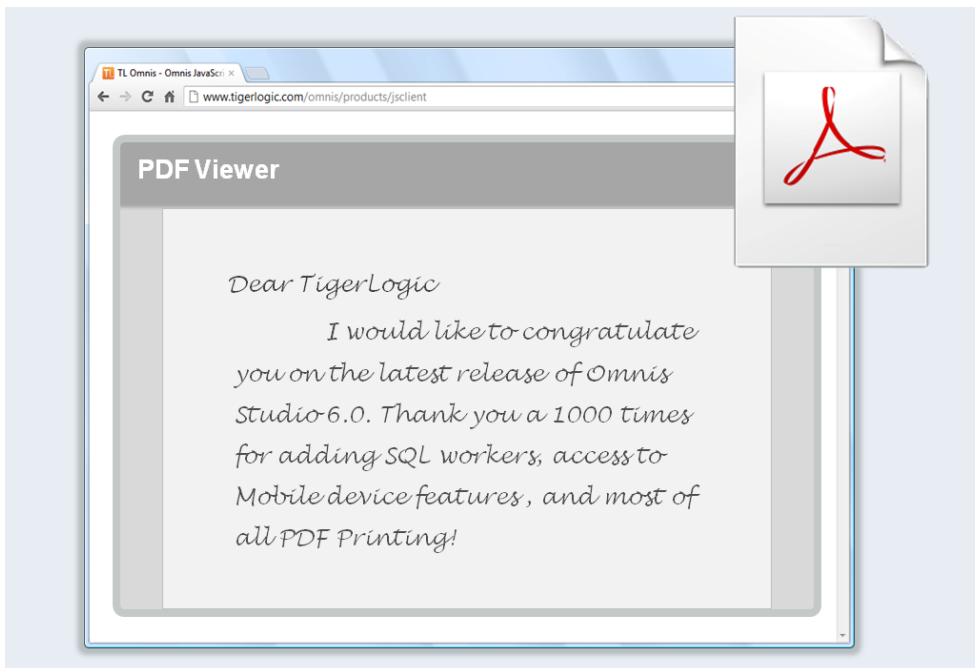 TL Omnis - Omnis JavaScri
www.tigerlogic.com/omnis/products/jsclient
PDF Viewer
Dear TigerLogic
I would like to congratulate
you on the latest release of Omnis
Studio 6.0. Thank you a 1000 times
for adding SQL workers, access to
Mobile device features , and most of
all PDF Printing!